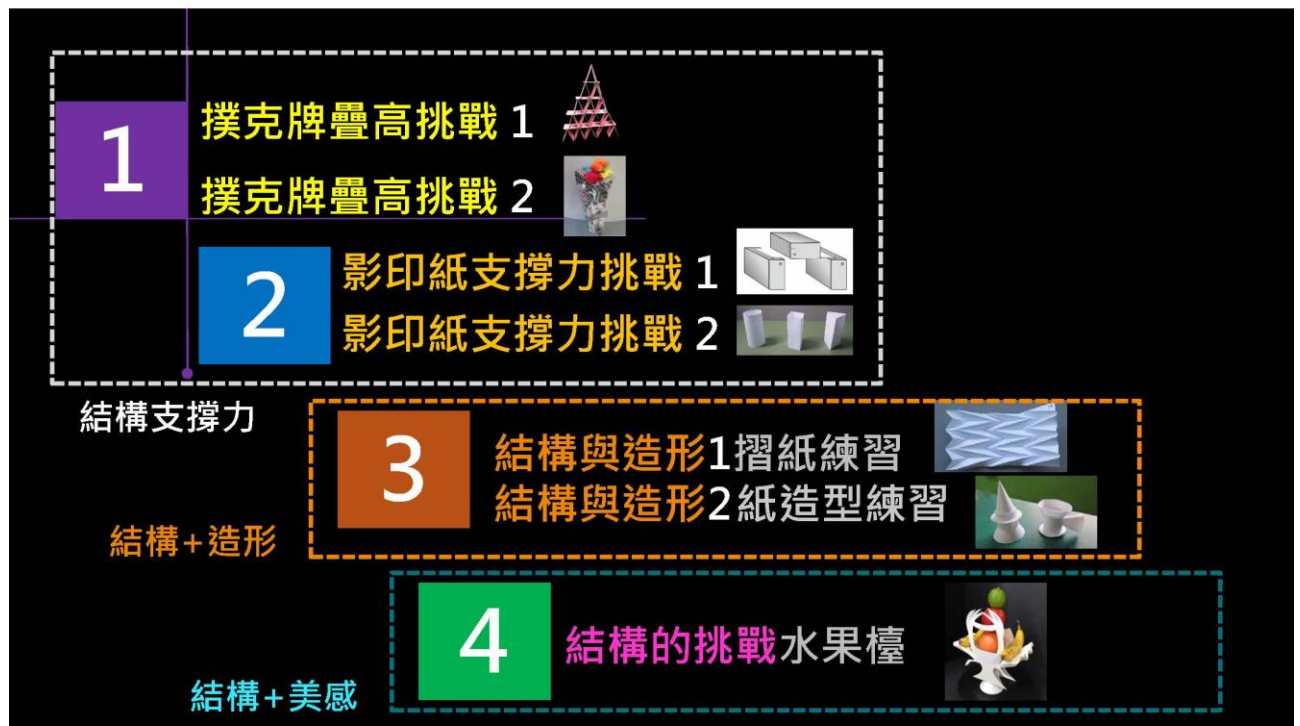 1
撲克牌疊高挑戰 1
撲克牌疊高挑戰 2
2
影印紙支撐力挑戰 1
影印紙支撐力挑戰 2
結構支撐力
3
結構與造形1摺紙練習
結構與造形2紙造型練習
結構+造形
4
結構的挑戰水果檯
結構+美感